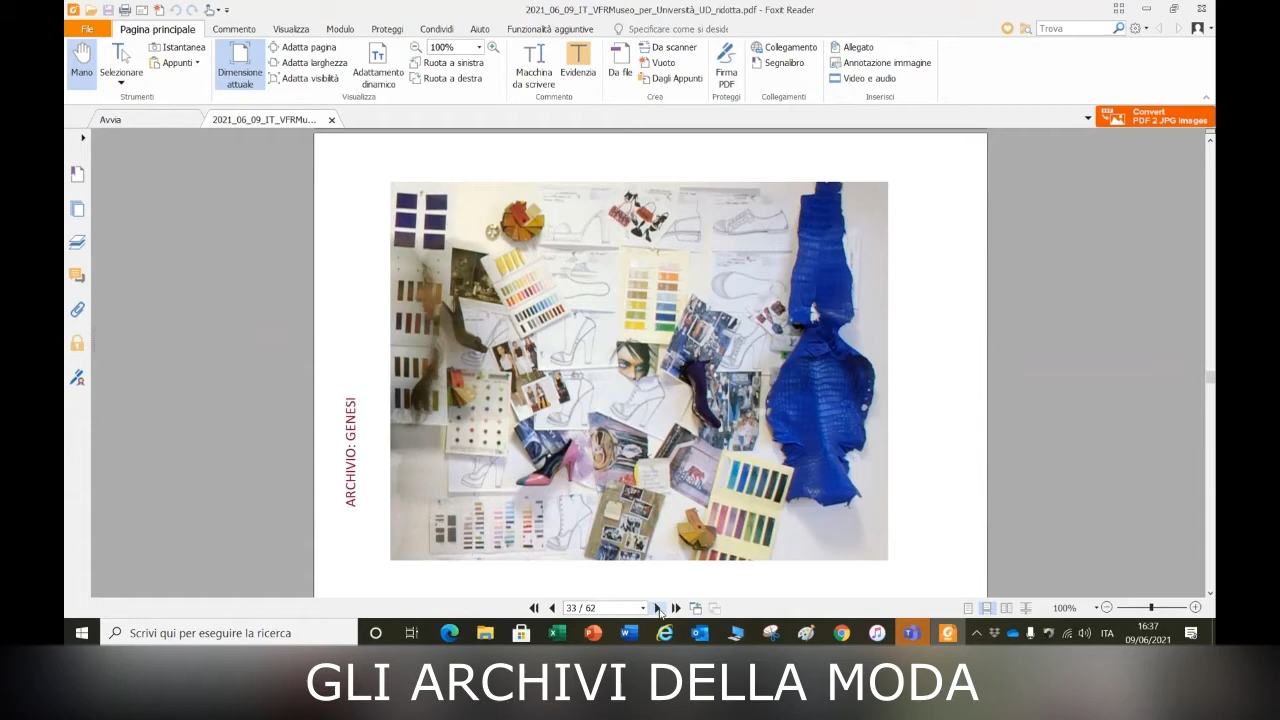 2021_06_09_IT_VFRMuseo_per_Università_UD_ndotta.pdf - Foxit Reader
File Pagina principale Commento Visualizza Modulo Proteggi Condividi Aiuto Funzionalità aggiuntive Specifica come si deside Trova
Mano
Selezionare
Istantanea
Appunti
Strumenti
Dimensione attuale
Adatta pagina
Adatta larghezza
Adatta visibiltà
Adattamento dinamico
100%
Ruota a sinistra
Ruota a destra
Visualizza
Macchina da scrivere
Evidenzia
Commento
Da file
Da scanner
Vuoto
Dagli Appunti
Crea
Firma PDF
Proteggi
Collegamento
Segnalibro
Collegamenti
Allegato
Annotazione immagine
Video e audio
Inserisci
Avvia
2021_06_09_IT_VFRMu...
Convert
PDF 2 JPG Images
ARCHIVIO: GENESI
33 / 62
100%
Scrivi qui per eseguire la ricerca
ITA
16:37
09/06/2021
GLI ARCHIVI DELLA MODA